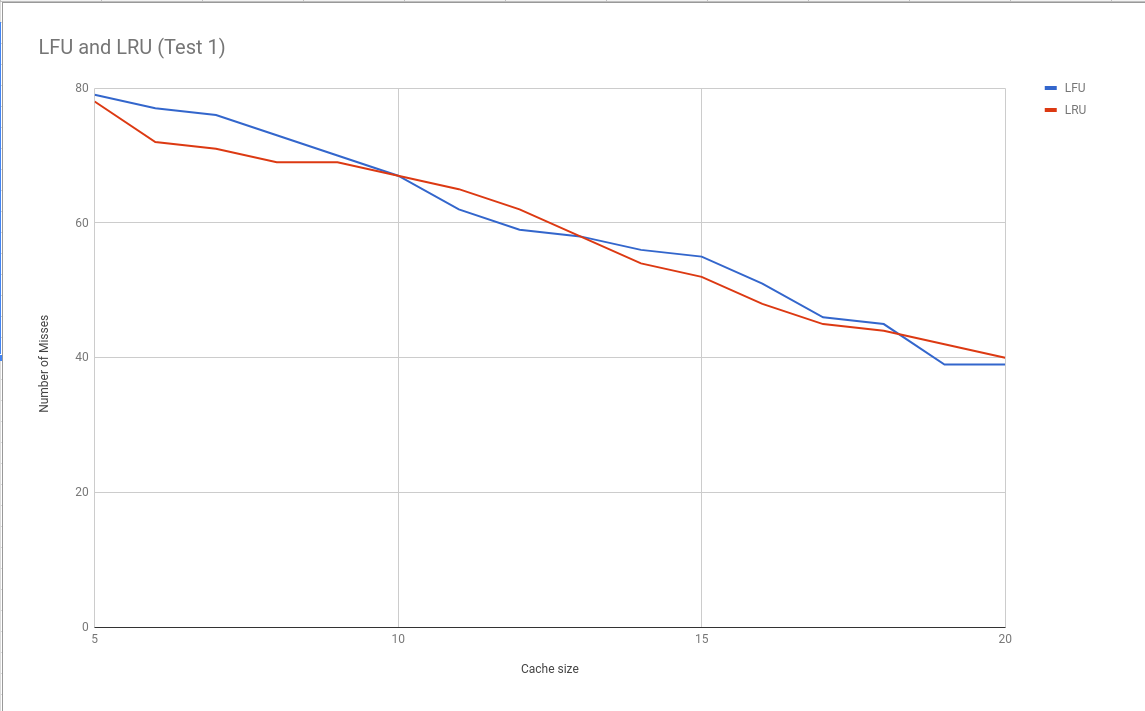 LFU and LRU (Test 1)
LFU
LRU
80
60
40
20
0
Number of Misses
5 10 15 20
Cache size